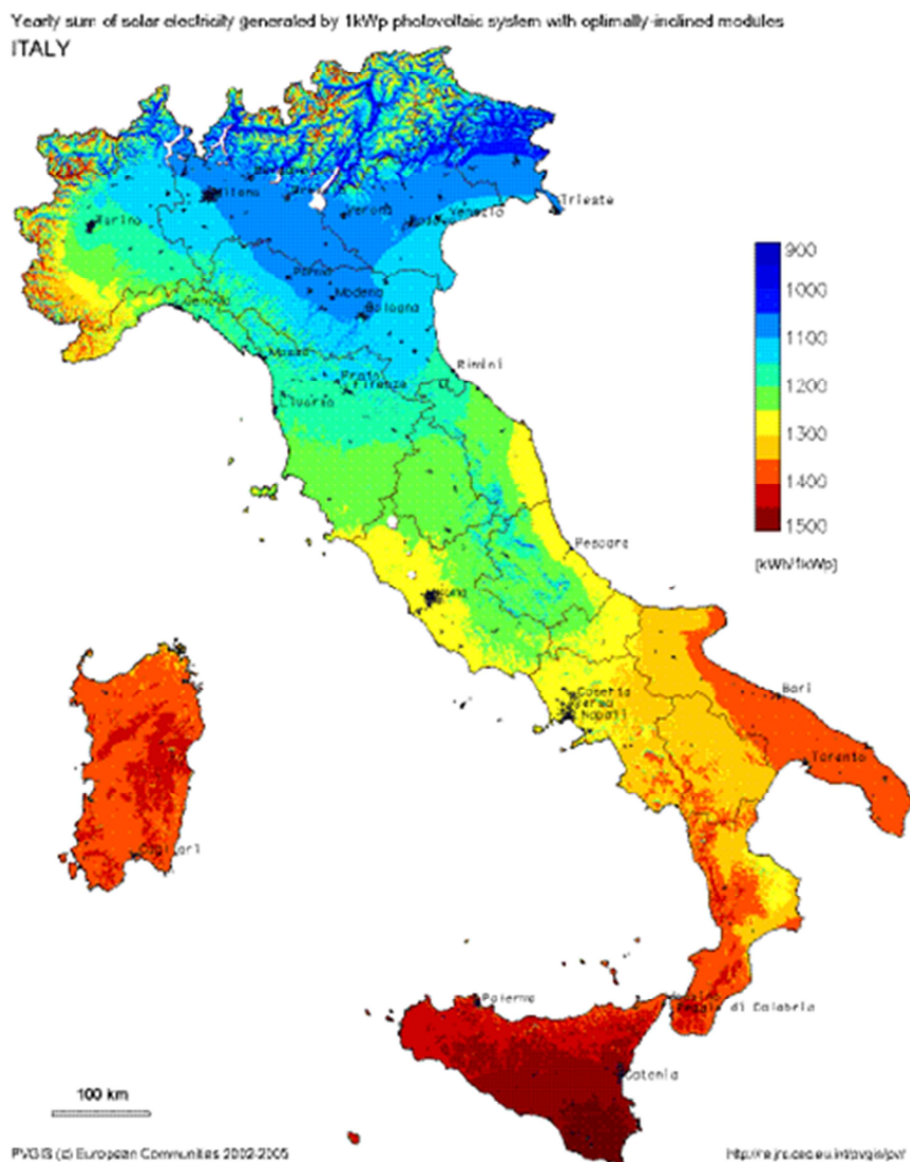 Yearly sum of solar electricity generated by 1kWp photovoltaic system with optimally-inclined modules
ITALY
Milano
Trieste
Verona
Venezia
Torino
Parma
Modena
Genova
Bologna
Rimini
Firenze
Livorno
Pescara
Roma
Caserta
Napoli
Bari
Taranto
Cagliari
Palermo
Reggio di Calabria
Catania
900
1000
1100
1200
1300
1400
1500
[kWh/1kWp]
100 km
PVGIS (c) European Communities 2002-2005